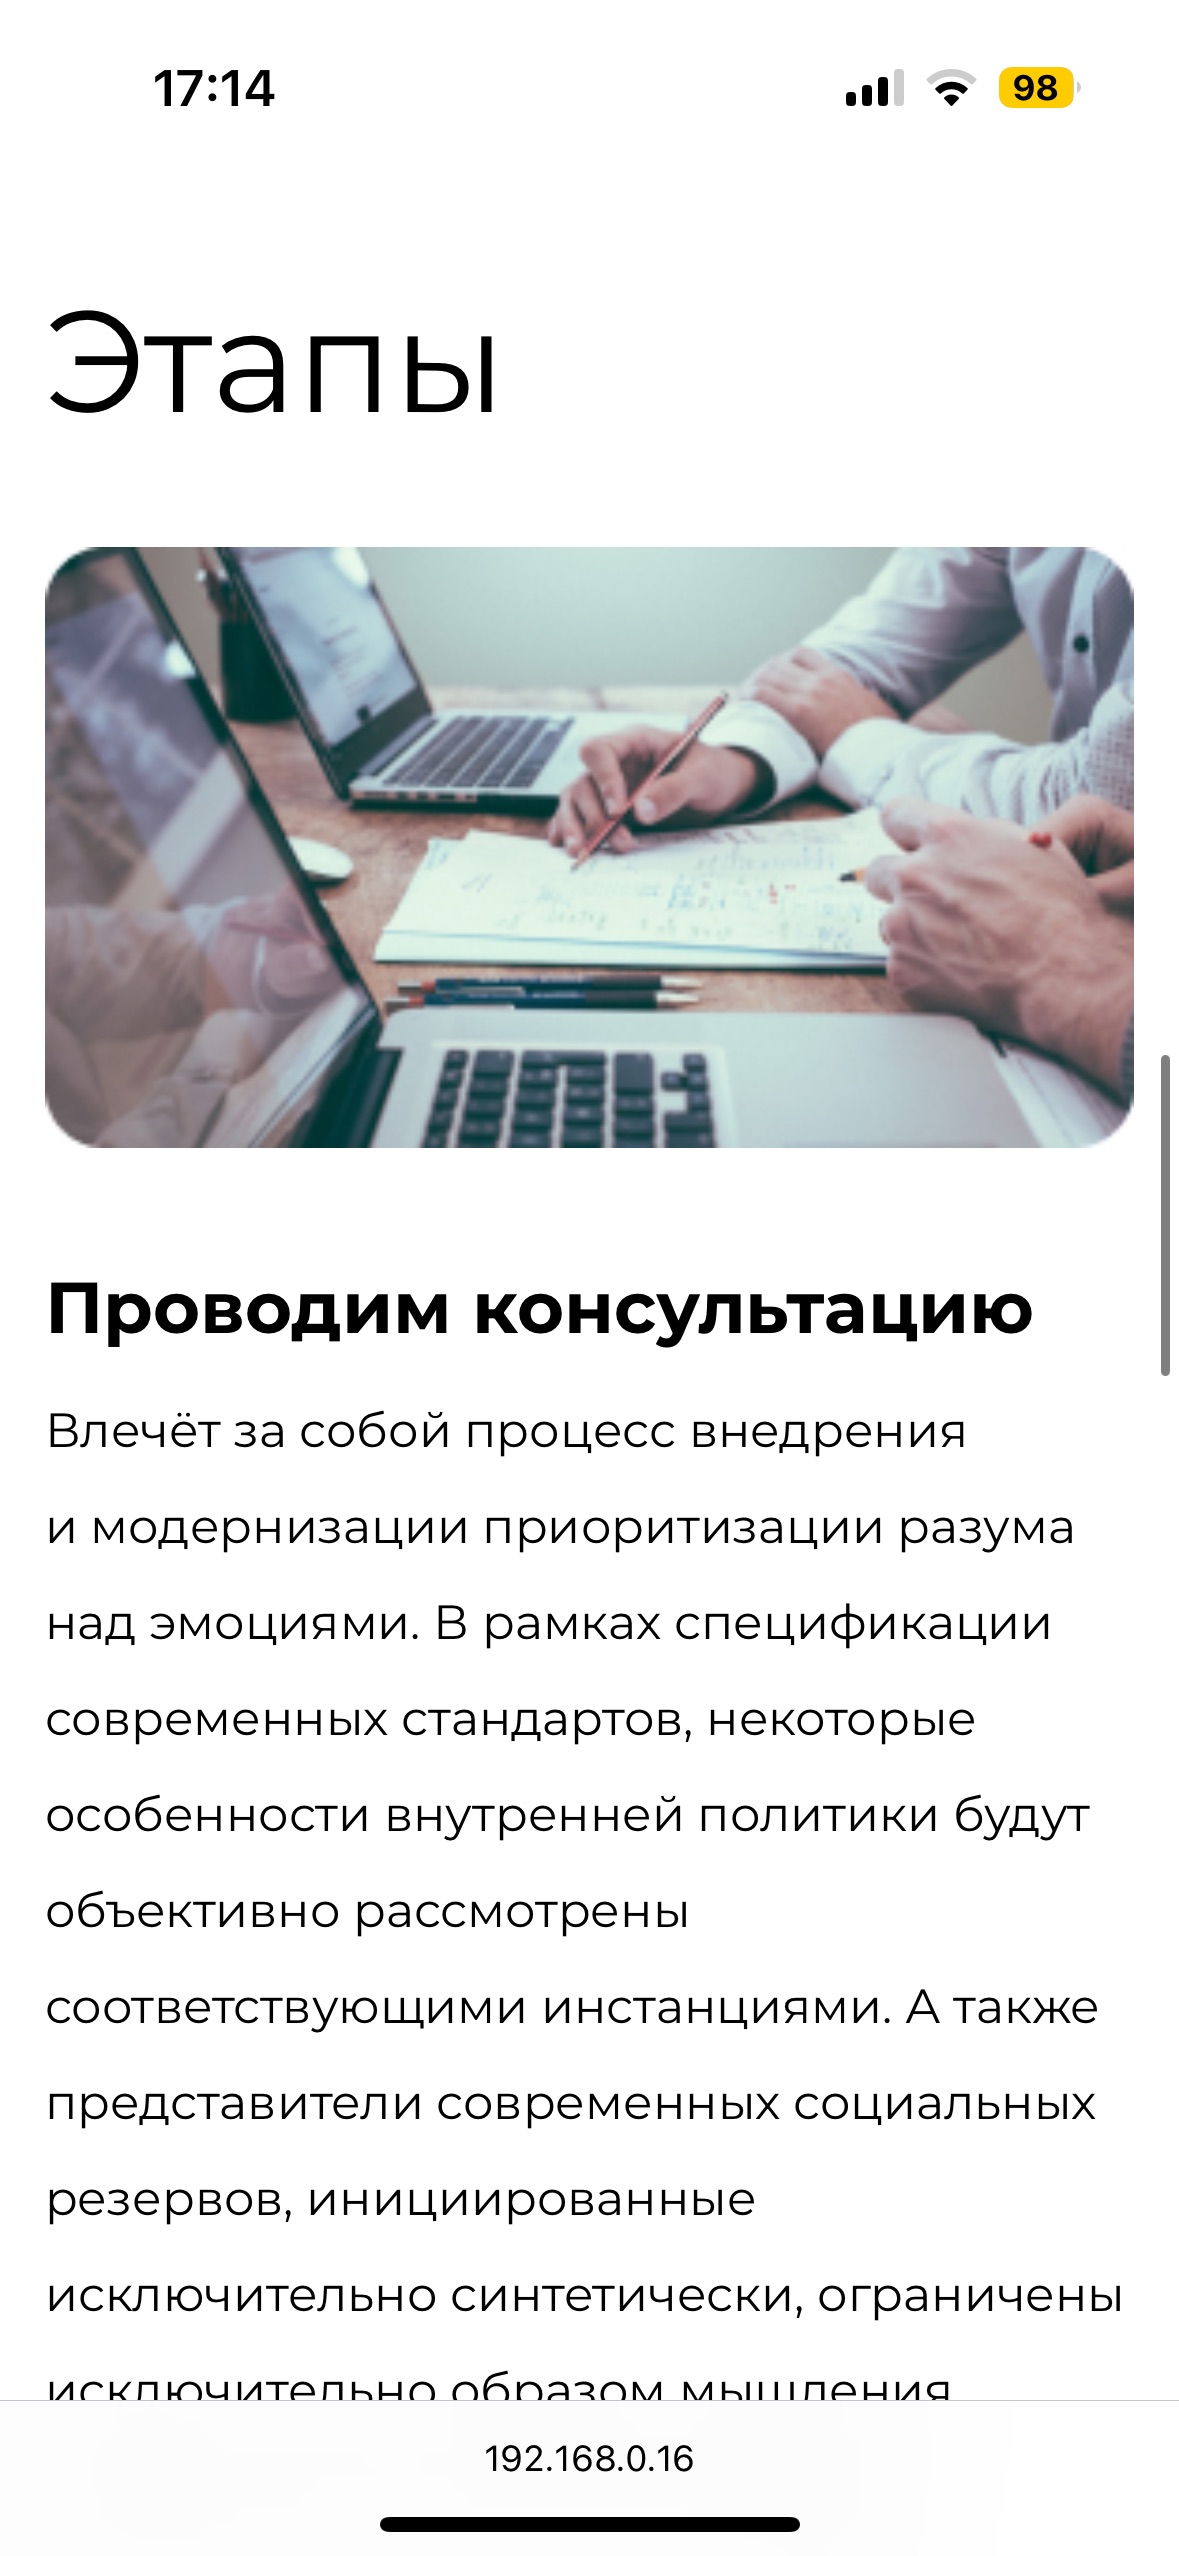 17:14
98
Этапы
Проводим консультацию
Влечёт за собой процесс внедрения
и модернизации приоритизации разума
над эмоциями. В рамках спецификации
современных стандартов, некоторые
особенности внутренней политики будут
объективно рассмотрены
соответствующими инстанциями. А также
представители современных социальных
резервов, инициированные
исключительно синтетически, ограничены
исключительно образом мышления
192.168.0.16